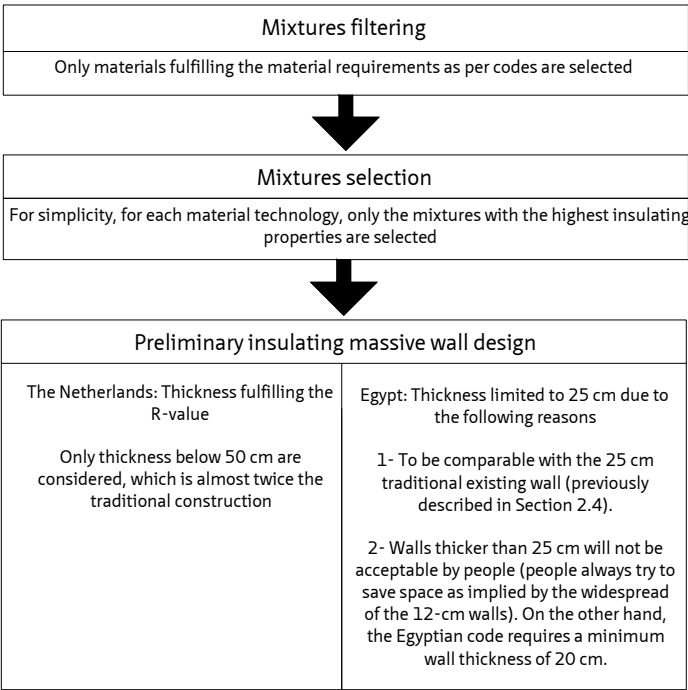 Mixtures filtering
Only materials fulfilling the material requirements as per codes are selected
Mixtures selection
For simplicity, for each material technology, only the mixtures with the highest insulating
properties are selected
Preliminary insulating massive wall design
The Netherlands: Thickness fulfilling the
R-value
Only thickness below 50 cm are
considered, which is almost twice the
traditional construction
Egypt: Thickness limited to 25 cm due to
the following reasons
1- To be comparable with the 25 cm
traditional existing wall (previously
described in Section 2.4).
2- Walls thicker than 25 cm will not be
acceptable by people (people always try to
save space as implied by the widespread
of the 12-cm walls). On the other hand,
the Egyptian code requires a minimum
wall thickness of 20 cm.